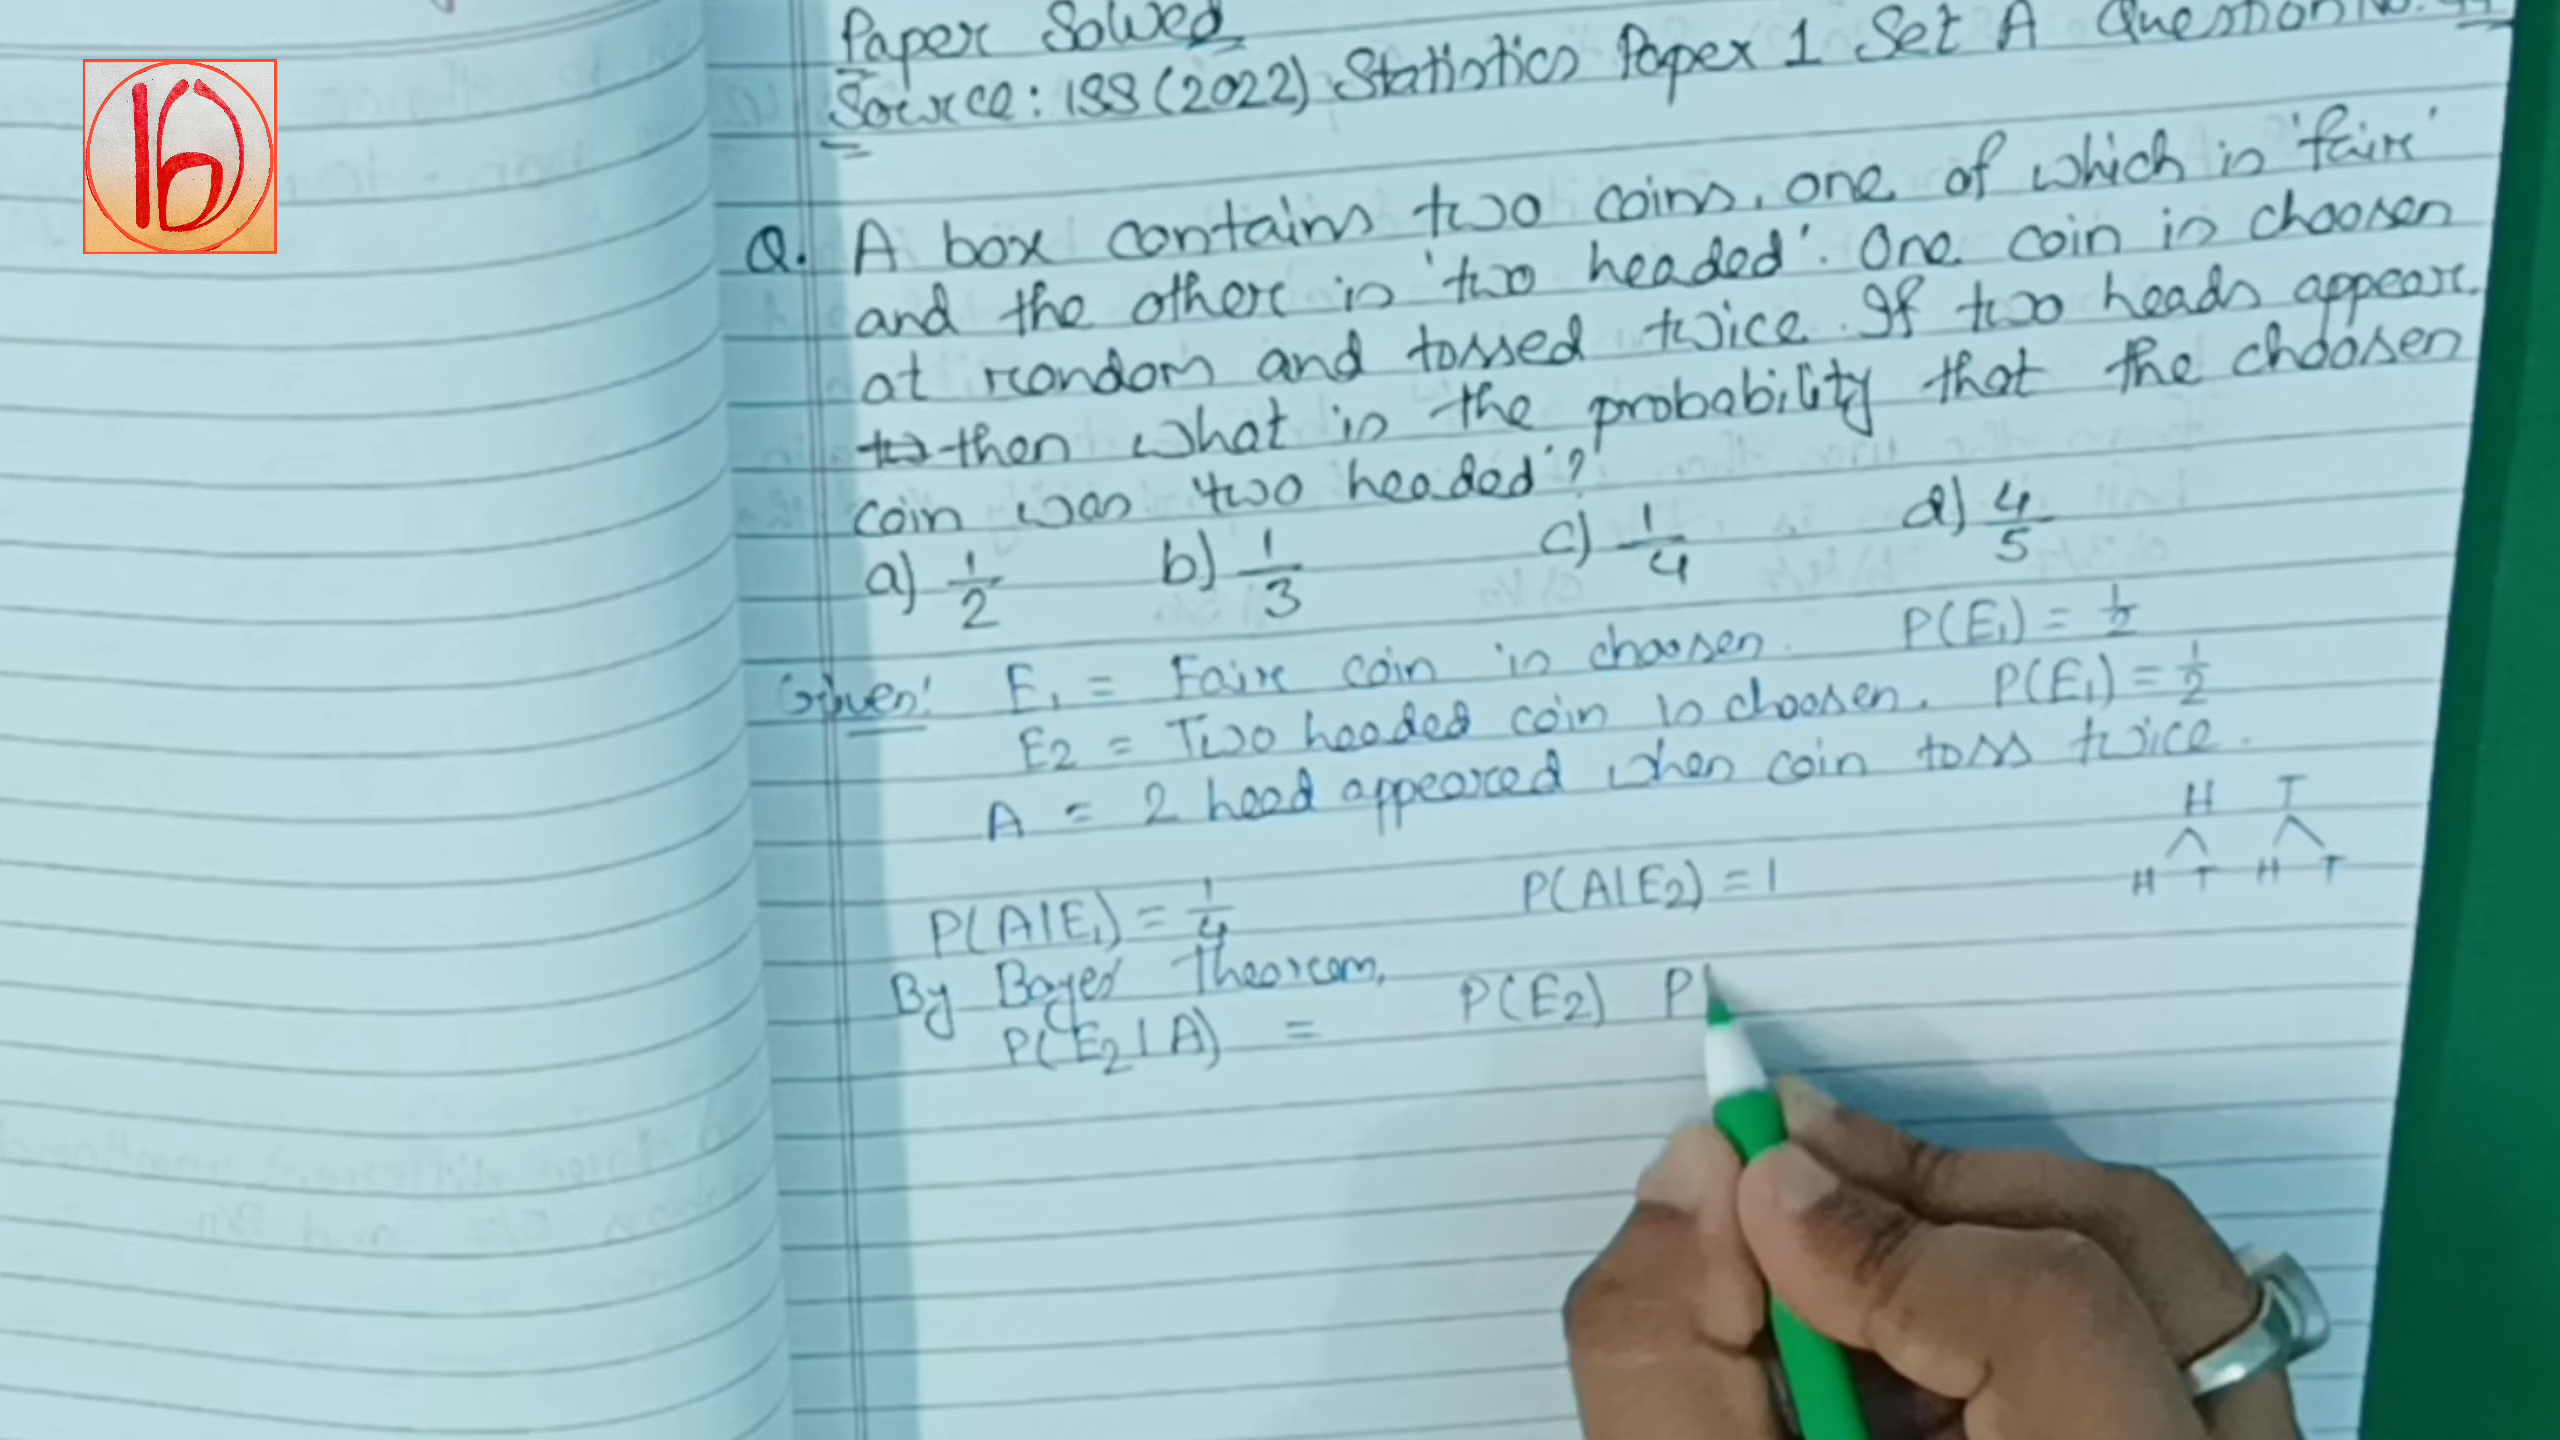 Paper Solved
Source: ISS (2022) Statistics Paper 1 Set A Question No.
Q. A box contains two coins, one of which is 'fair'
and the other is 'two headed'. One coin is choosen
at random and tossed twice. If two heads appear.
then what is the probability that the choosen
coin was 'two headed'?
a) 1/2 b) 1/3 c) 1/4 d) 4/5
Given: E1 = Fair coin is choosen. P(E1) = 1/2
E2 = Two headed coin is choosen. P(E1) = 1/2
A = 2 head appeared when coin toss twice.
H T
H T H T
P(A|E1) = 1/4 P(A|E2) = 1
By Bayes Theorem,
P(E2|A) = P(E2) P(